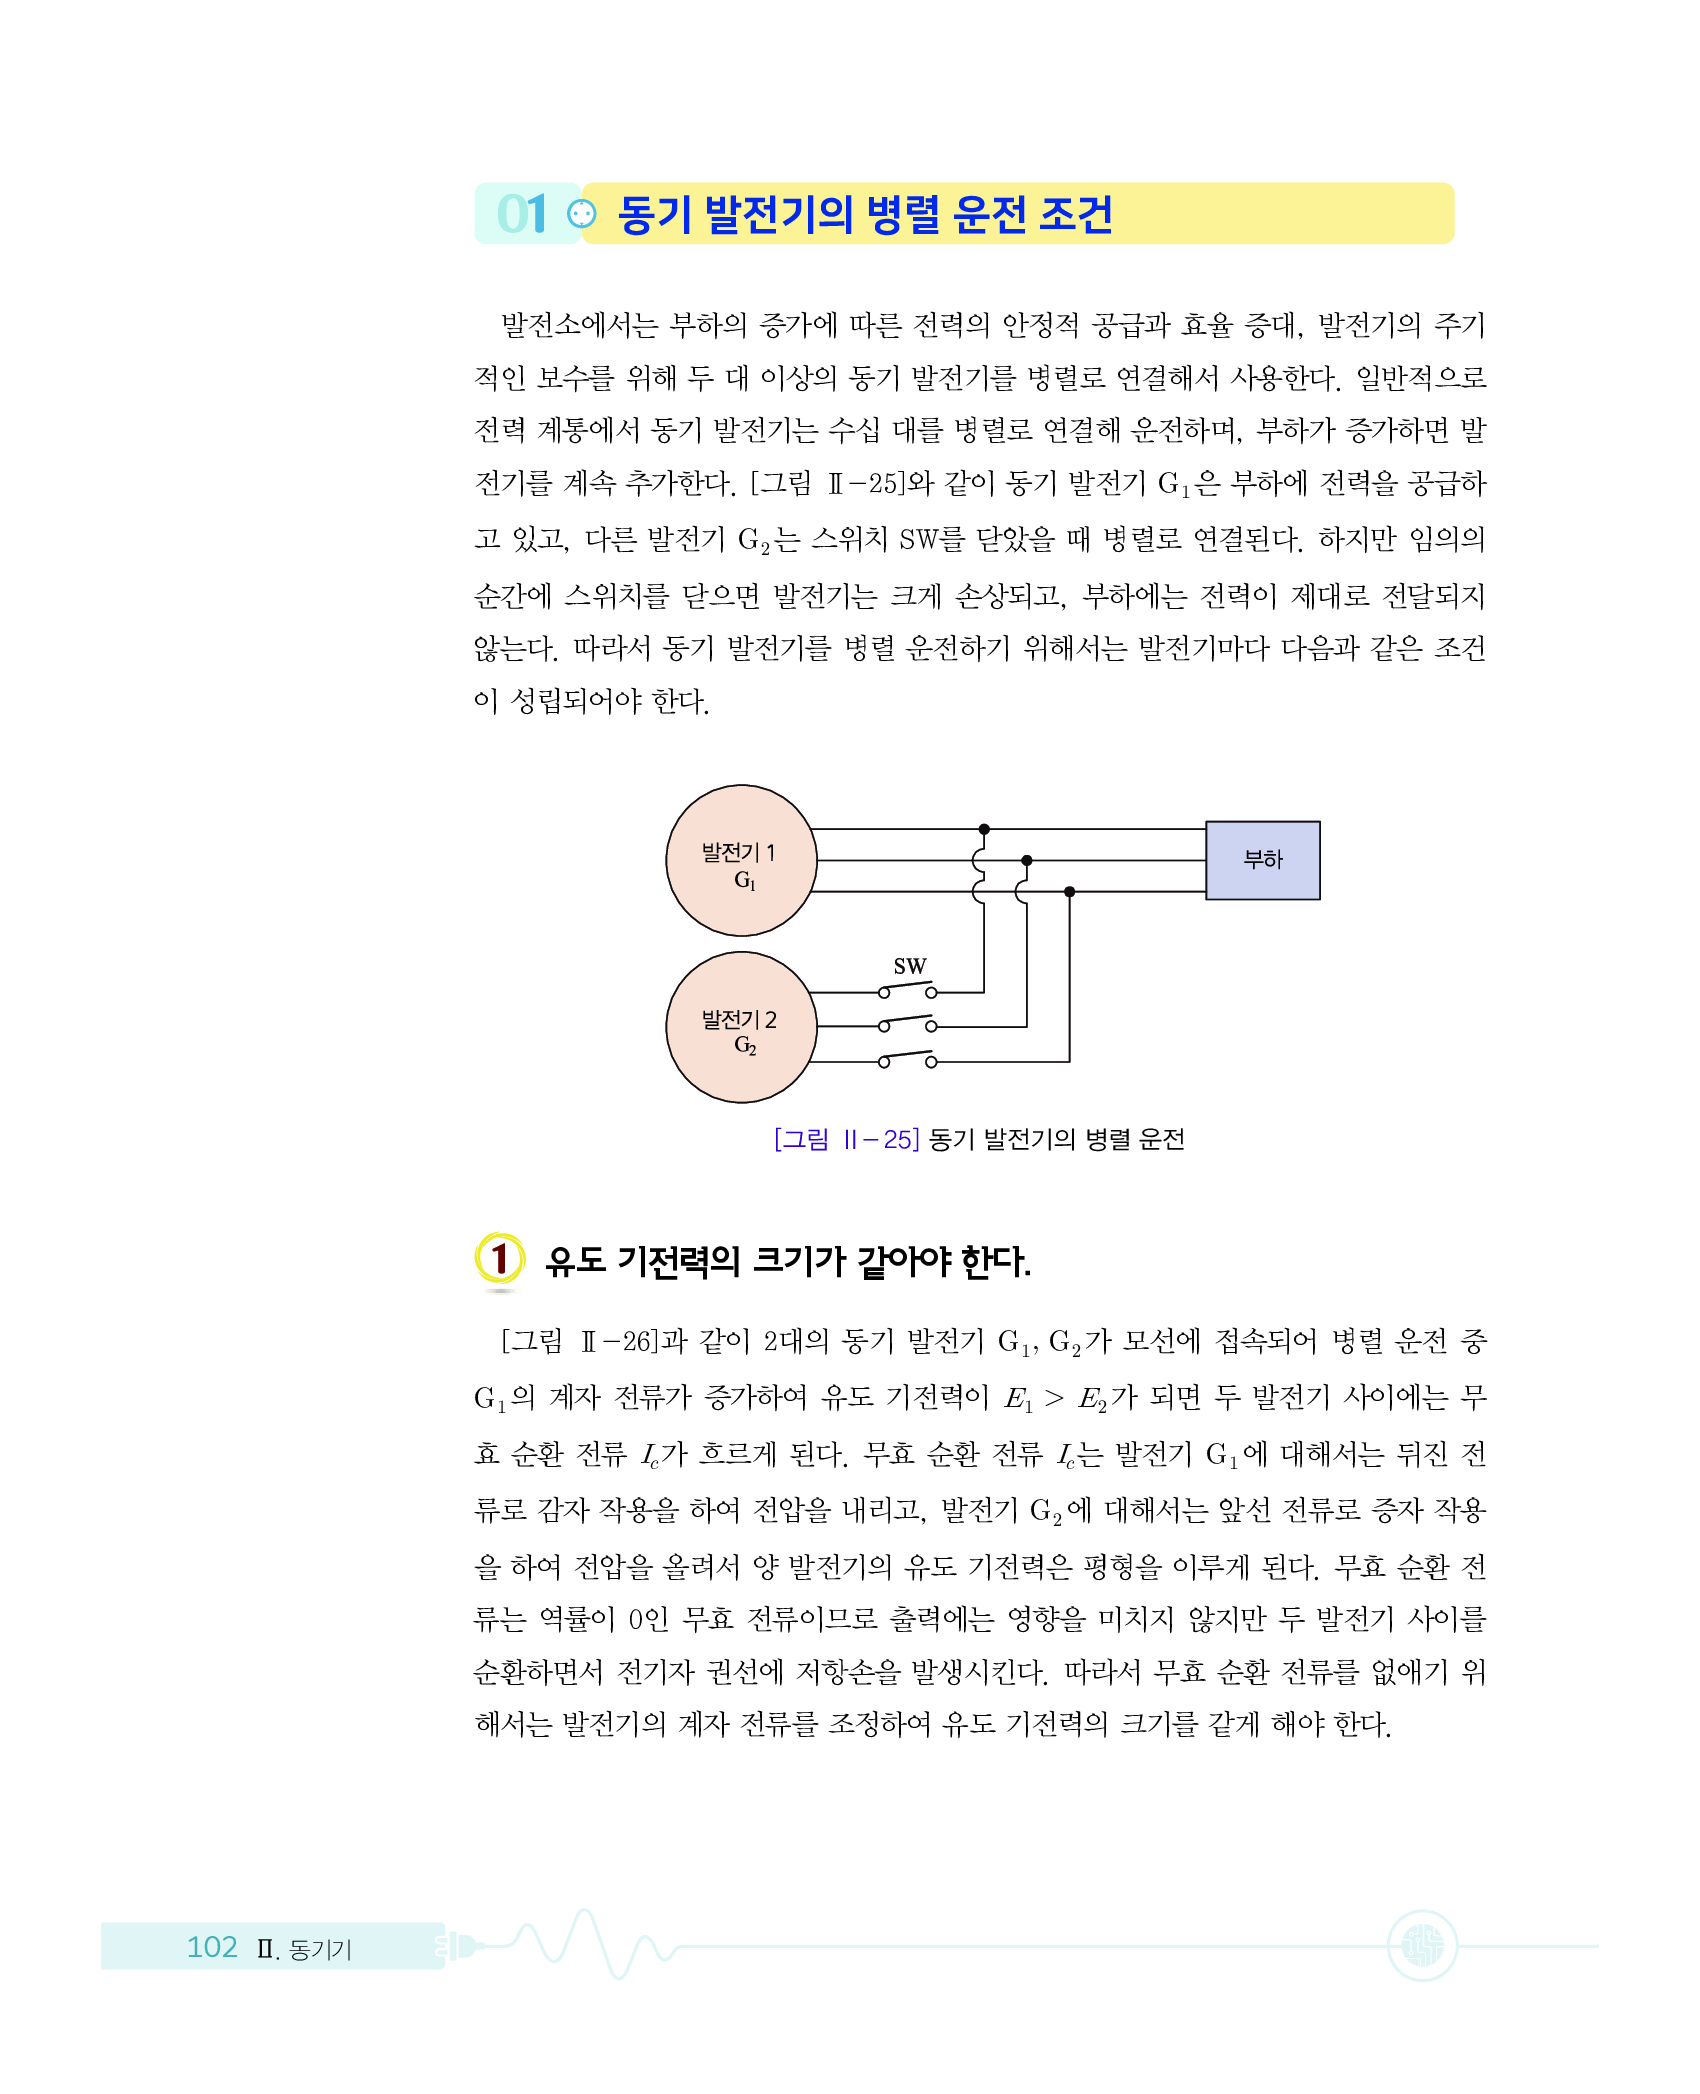 01 동기 발전기의 병렬 운전 조건
발전소에서는 부하의 증가에 따른 전력의 안정적 공급과 효율 증대, 발전기의 주기
적인 보수를 위해 두 대 이상의 동기 발전기를 병렬로 연결해서 사용한다. 일반적으로
전력 계통에서 동기 발전기는 수십 대를 병렬로 연결해 운전하며, 부하가 증가하면 발
전기를 계속 추가한다. [그림 Ⅱ-25]와 같이 동기 발전기 G₁은 부하에 전력을 공급하
고 있고, 다른 발전기 G₂는 스위치 SW를 닫았을 때 병렬로 연결된다. 하지만 임의의
순간에 스위치를 닫으면 발전기는 크게 손상되고, 부하에는 전력이 제대로 전달되지
않는다. 따라서 동기 발전기를 병렬 운전하기 위해서는 발전기마다 다음과 같은 조건
이 성립되어야 한다.
발전기 1
G₁
부하
SW
발전기 2
G₂
[그림 Ⅱ-25] 동기 발전기의 병렬 운전
1 유도 기전력의 크기가 같아야 한다.
[그림 Ⅱ-26]과 같이 2대의 동기 발전기 G₁, G₂가 모선에 접속되어 병렬 운전 중
G₁의 계자 전류가 증가하여 유도 기전력이 E₁ > E₂가 되면 두 발전기 사이에는 무
효 순환 전류 I_c가 흐르게 된다. 무효 순환 전류 I_c는 발전기 G₁에 대해서는 뒤진 전
류로 감자 작용을 하여 전압을 내리고, 발전기 G₂에 대해서는 앞선 전류로 증자 작용
을 하여 전압을 올려서 양 발전기의 유도 기전력은 평형을 이루게 된다. 무효 순환 전
류는 역률이 0인 무효 전류이므로 출력에는 영향을 미치지 않지만 두 발전기 사이를
순환하면서 전기자 권선에 저항손을 발생시킨다. 따라서 무효 순환 전류를 없애기 위
해서는 발전기의 계자 전류를 조정하여 유도 기전력의 크기를 같게 해야 한다.
102 Ⅱ. 동기기